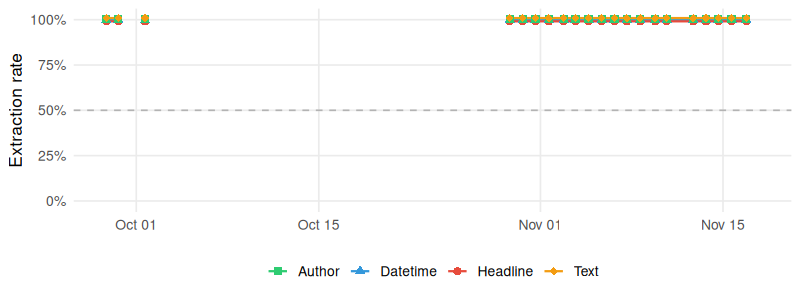 Extraction rate
100%
75%
50%
25%
0%
Oct 01 Oct 15 Nov 01 Nov 15
Author Datetime Headline Text